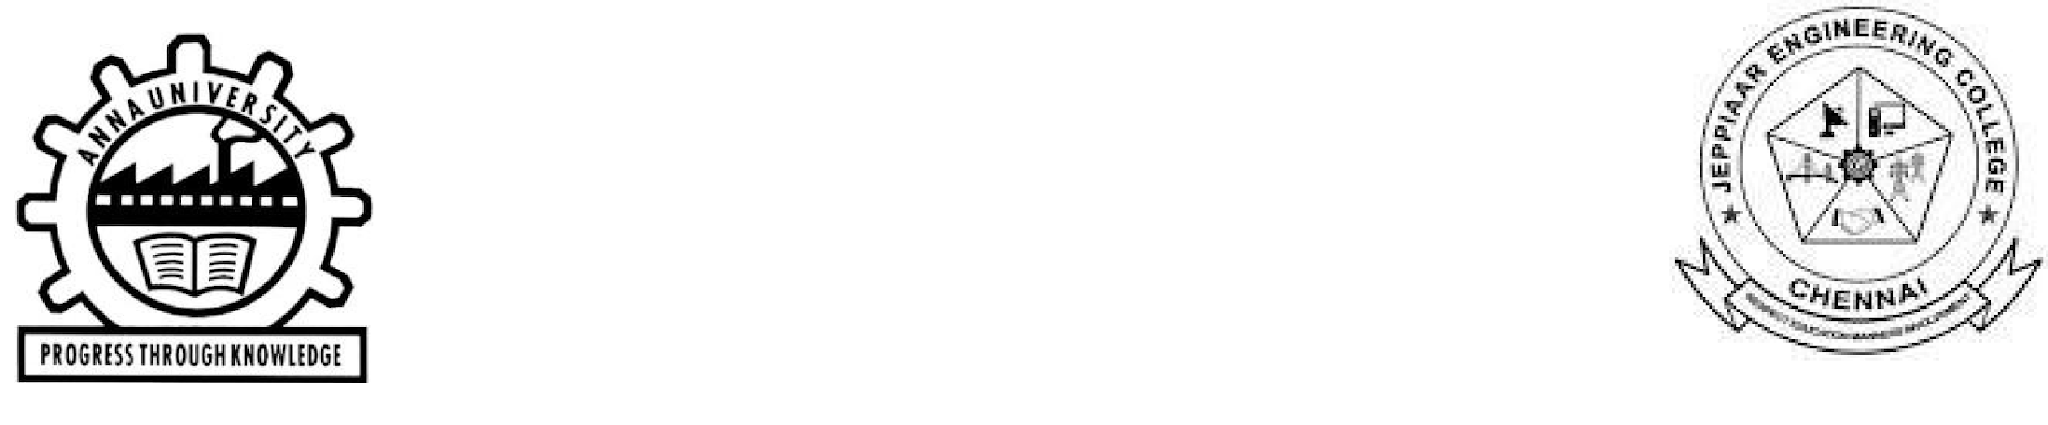 ANNA UNIVERSITY
PROGRESS THROUGH KNOWLEDGE
JEPPIAAR ENGINEERING COLLEGE
CHENNAI